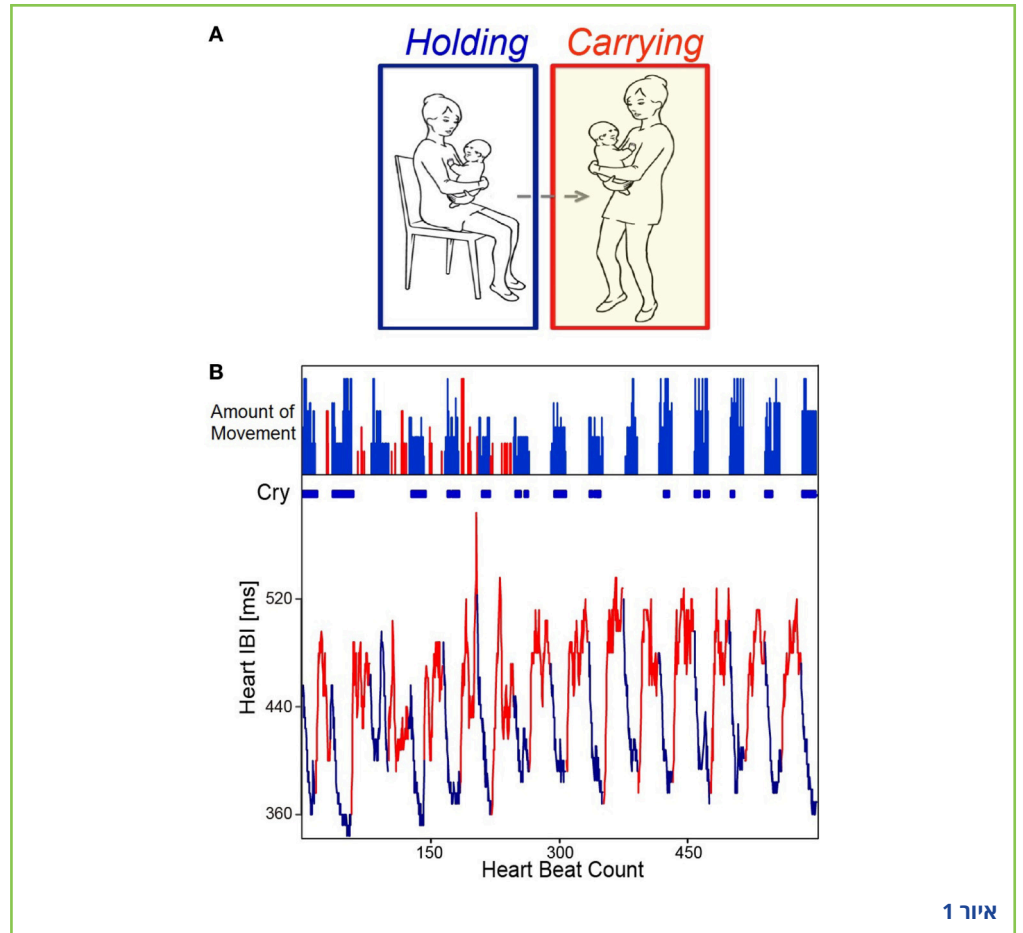 A
Holding
Carrying
B
Amount of
Movement
Cry
Heart IBI [ms]
520
440
360
150
300
450
Heart Beat Count
איור 1